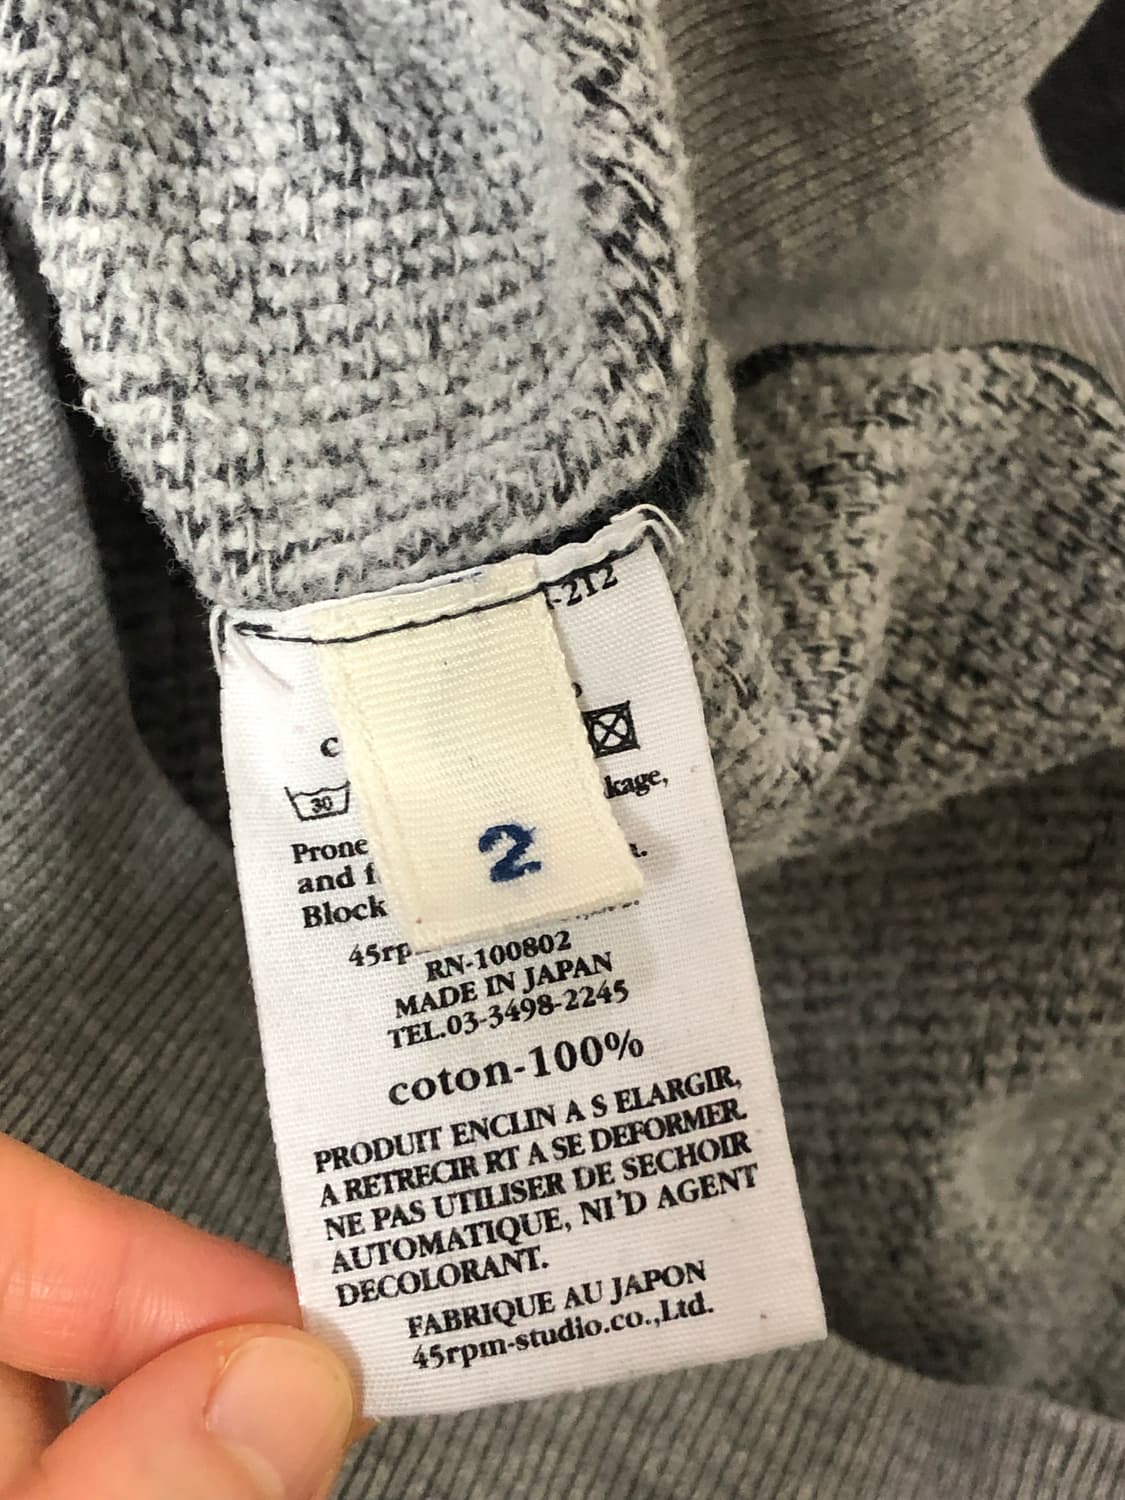 -212
30
kage,
Prone
and f
Block
45rp
RN-100802
MADE IN JAPAN
TEL.03-3498-2245
coton-100%
PRODUIT ENCLIN A S ELARGIR,
A RETRECIR RT A SE DEFORMER.
NE PAS UTILISER DE SECHOIR
AUTOMATIQUE, NI'D AGENT
DECOLORANT.
FABRIQUE AU JAPON
45rpm-studio.co.,Ltd.
2